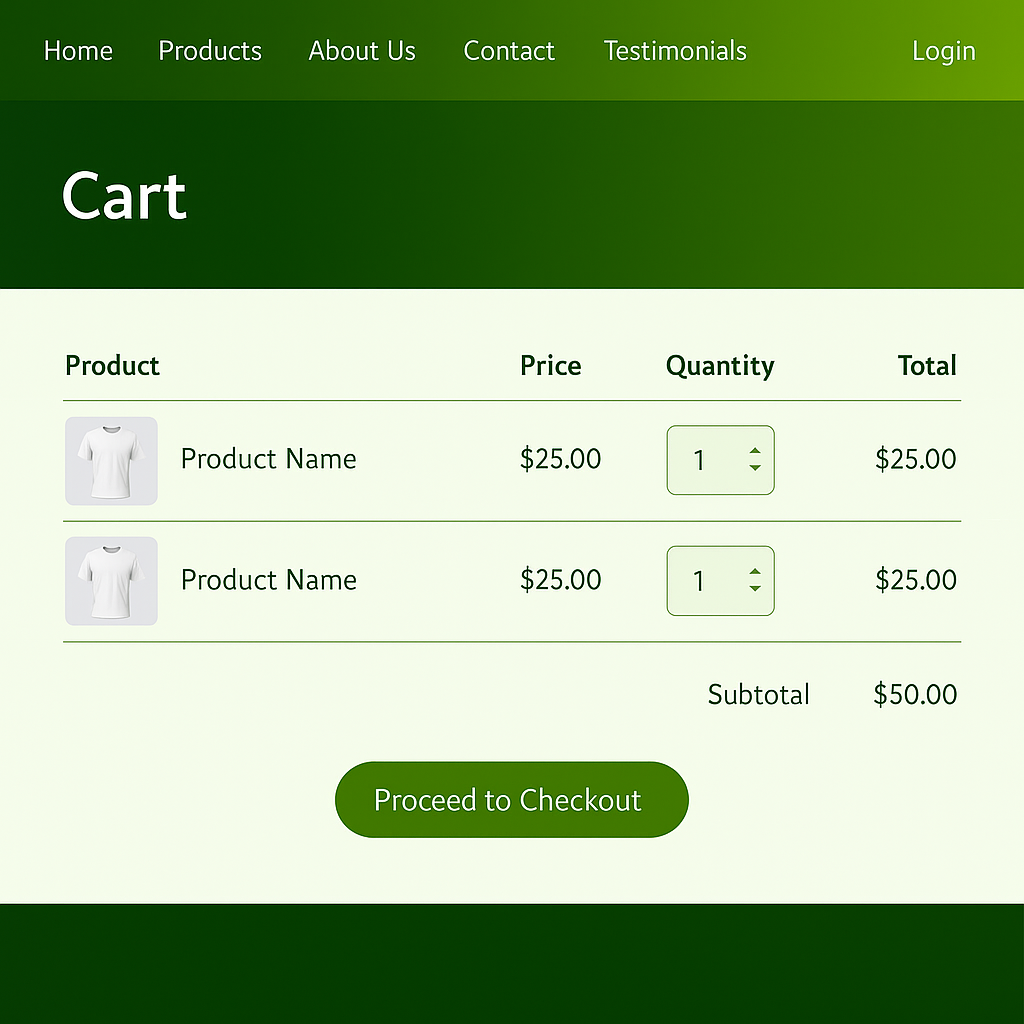 Home Products About Us Contact Testimonials Login
Cart
Product Price Quantity Total
Product Name $25.00 1 $25.00
Product Name $25.00 1 $25.00
Subtotal $50.00
Proceed to Checkout